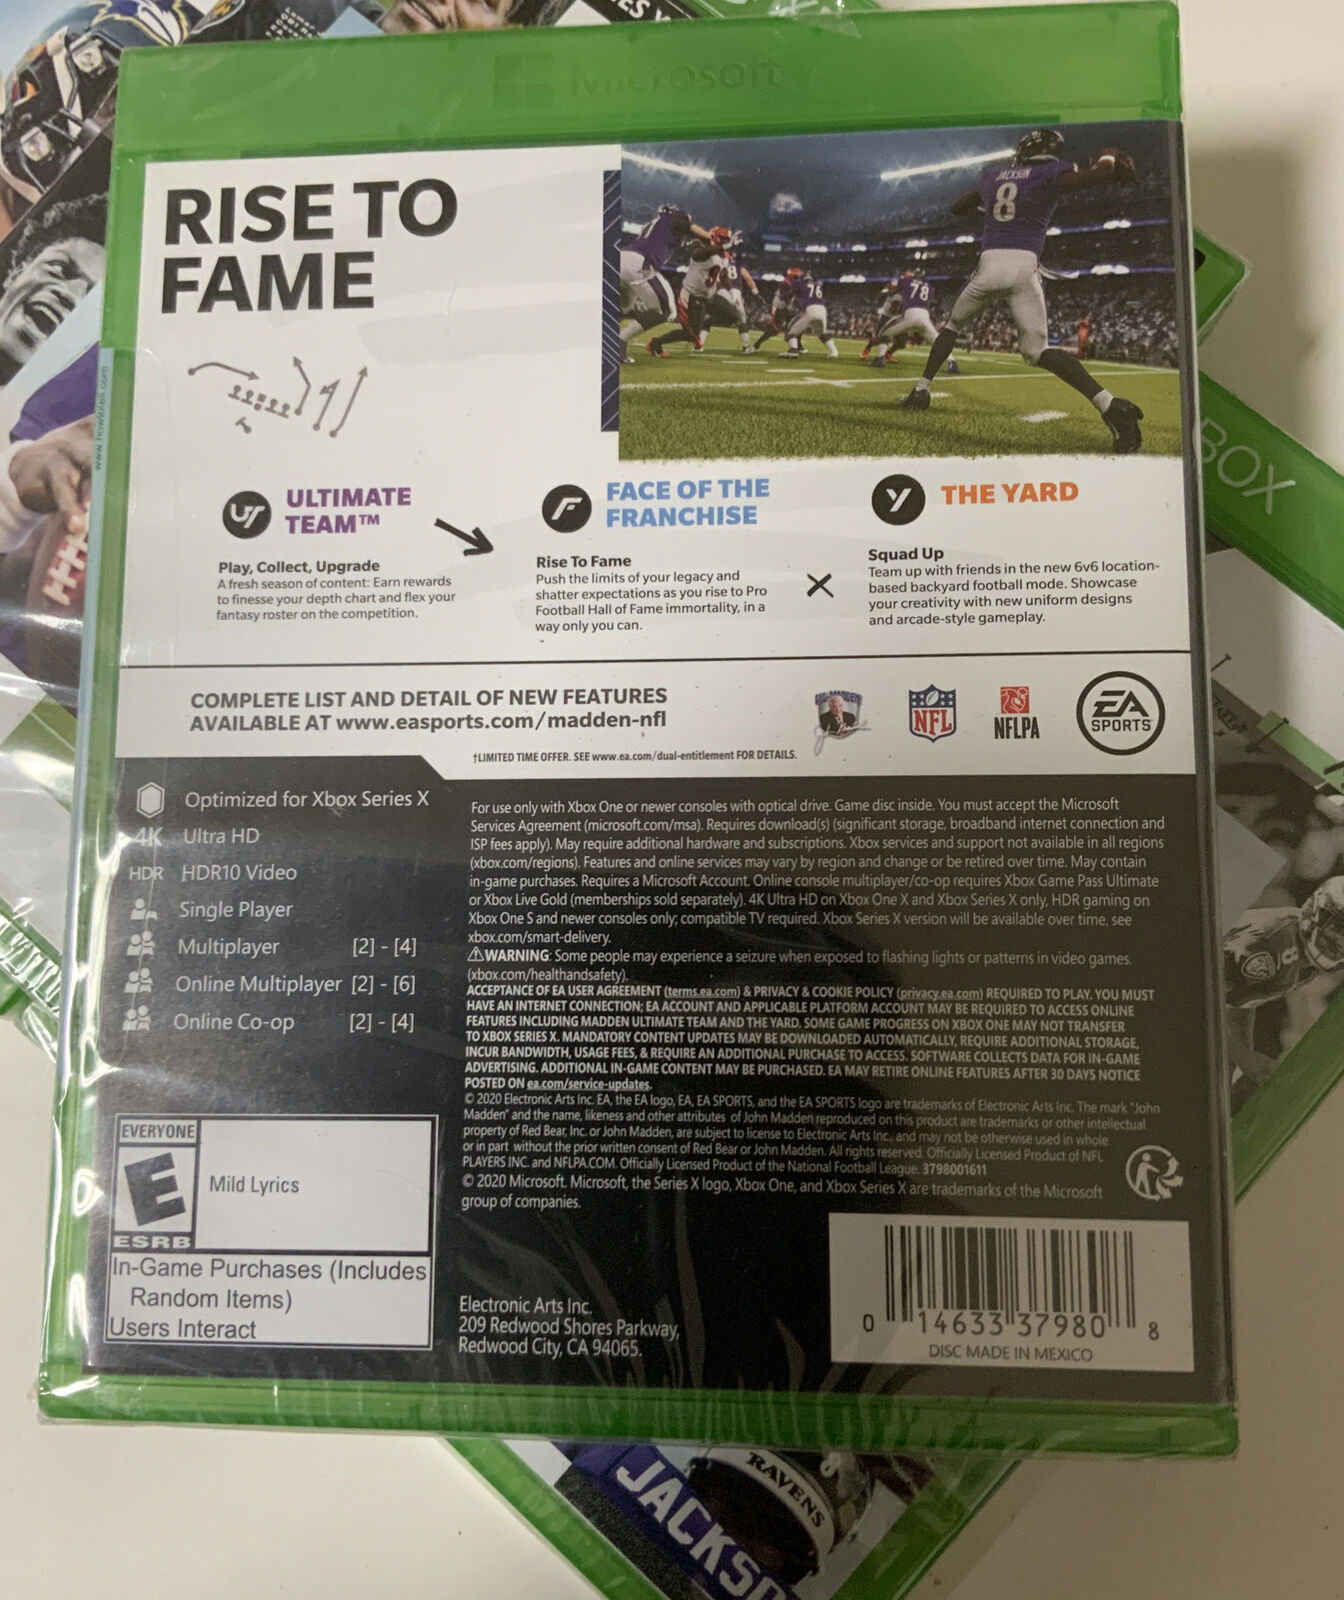 Microsoft
RISE TO
FAME
JACKSON
8
76
78
www.howtotell.com
BOX
ULTIMATE
TEAM™
Play, Collect, Upgrade
A fresh season of content: Earn rewards
to finesse your depth chart and flex your
fantasy roster on the competition.
FACE OF THE
FRANCHISE
Rise To Fame
Push the limits of your legacy and
shatter expectations as you rise to Pro
Football Hall of Fame immortality, in a
way only you can.
THE YARD
Squad Up
Team up with friends in the new 6v6 location-
based backyard football mode. Showcase
your creativity with new uniform designs
and arcade-style gameplay.
COMPLETE LIST AND DETAIL OF NEW FEATURES
AVAILABLE AT www.easports.com/madden-nfl
NFL
NFLPA
EA
SPORTS
†LIMITED TIME OFFER. SEE www.ea.com/dual-entitlement FOR DETAILS.
Optimized for Xbox Series X
4K Ultra HD
HDR HDR10 Video
Single Player
Multiplayer [2] - [4]
Online Multiplayer [2] - [6]
Online Co-op [2] - [4]
For use only with Xbox One or newer consoles with optical drive. Game disc inside. You must accept the Microsoft
Services Agreement (microsoft.com/msa). Requires download(s) (significant storage, broadband internet connection and
ISP fees apply). May require additional hardware and subscriptions. Xbox services and support not available in all regions
(xbox.com/regions). Features and online services may vary by region and change or be retired over time. May contain
in-game purchases. Requires a Microsoft Account. Online console multiplayer/co-op requires Xbox Game Pass Ultimate
or Xbox Live Gold (memberships sold separately). 4K Ultra HD on Xbox One X and Xbox Series X only, HDR gaming on
Xbox One S and newer consoles only; compatible TV required. Xbox Series X version will be available over time, see
xbox.com/smart-delivery.
⚠WARNING: Some people may experience a seizure when exposed to flashing lights or patterns in video games.
(xbox.com/healthandsafety).
ACCEPTANCE OF EA USER AGREEMENT (terms.ea.com) & PRIVACY & COOKIE POLICY (privacy.ea.com) REQUIRED TO PLAY. YOU MUST
HAVE AN INTERNET CONNECTION; EA ACCOUNT AND APPLICABLE PLATFORM ACCOUNT MAY BE REQUIRED TO ACCESS ONLINE
FEATURES INCLUDING MADDEN ULTIMATE TEAM AND THE YARD. SOME GAME PROGRESS ON XBOX ONE MAY NOT TRANSFER
TO XBOX SERIES X. MANDATORY CONTENT UPDATES MAY BE DOWNLOADED AUTOMATICALLY, REQUIRE ADDITIONAL STORAGE,
INCUR BANDWIDTH, USAGE FEES, & REQUIRE AN ADDITIONAL PURCHASE TO ACCESS. SOFTWARE COLLECTS DATA FOR IN-GAME
ADVERTISING. ADDITIONAL IN-GAME CONTENT MAY BE PURCHASED. EA MAY RETIRE ONLINE FEATURES AFTER 30 DAYS NOTICE
POSTED ON ea.com/service-updates.
© 2020 Electronic Arts Inc. EA, the EA logo, EA, EA SPORTS, and the EA SPORTS logo are trademarks of Electronic Arts Inc. The mark "John
Madden" and the name, likeness and other attributes of John Madden reproduced on this product are trademarks or other intellectual
property of Red Bear, Inc. or John Madden, are subject to license to Electronic Arts Inc., and may not be otherwise used in whole
or in part without the prior written consent of Red Bear or John Madden. All rights reserved. Officially Licensed Product of NFL
PLAYERS INC. and NFLPA.COM. Officially Licensed Product of the National Football League. 3798001611
© 2020 Microsoft. Microsoft, the Series X logo, Xbox One, and Xbox Series X are trademarks of the Microsoft
group of companies.
EVERYONE
E
ESRB
Mild Lyrics
In-Game Purchases (Includes
Random Items)
Users Interact
Electronic Arts Inc.
209 Redwood Shores Parkway,
Redwood City, CA 94065.
0 14633 37980 8
DISC MADE IN MEXICO
RAVENS